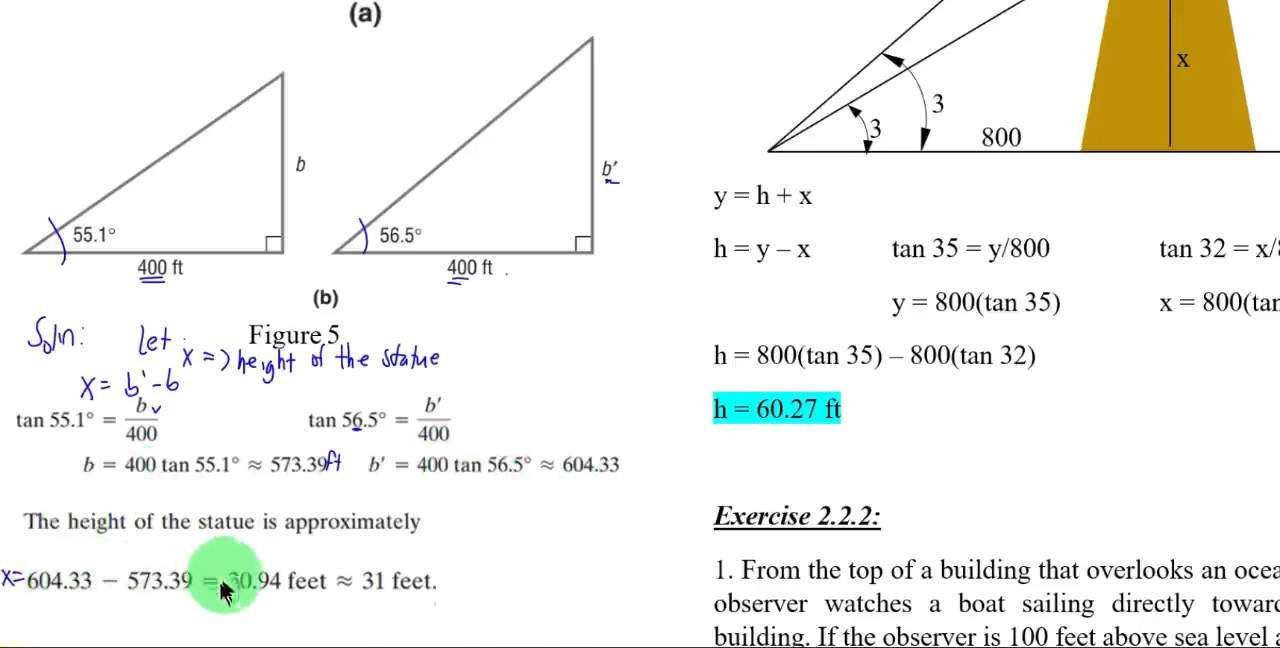 (a)
b
55.1°
400 ft
b′
56.5°
400 ft
(b)
Soln: Let Figure 5
x => height of the statue
x = b' - b
tan 55.1° = b/400
tan 56.5° = b′/400
b = 400 tan 55.1° ≈ 573.39ft
b′ = 400 tan 56.5° ≈ 604.33
The height of the statue is approximately
x= 604.33 − 573.39 = 30.94 feet ≈ 31 feet.
x
3
3
800
y = h + x
h = y – x tan 35 = y/800 tan 32 = x/
y = 800(tan 35) x = 800(tan
h = 800(tan 35) – 800(tan 32)
h = 60.27 ft
Exercise 2.2.2:
1. From the top of a building that overlooks an
observer watches a boat sailing directly
building. If the observer is 100 feet above sea level